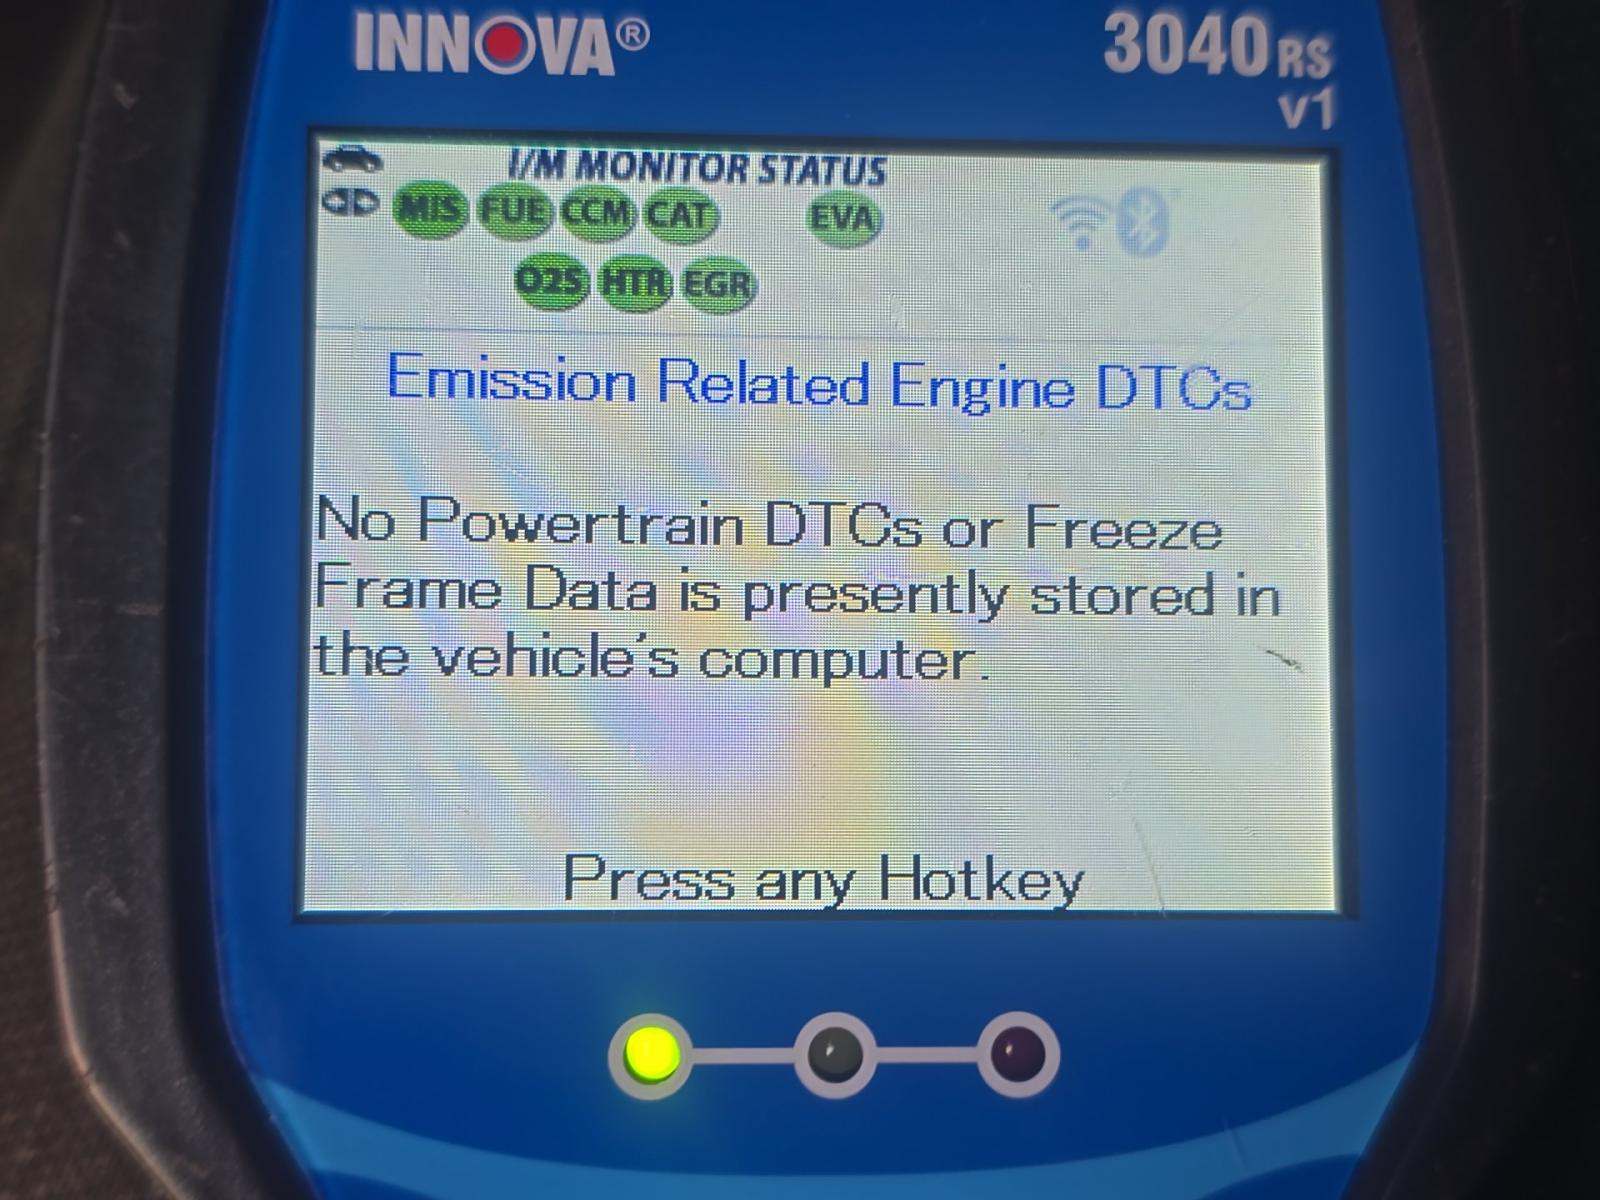 INNOVA®
3040RS
v1
I/M MONITOR STATUS
MIS FUE CCM CAT EVA
O2S HTR EGR
Emission Related Engine DTCs
No Powertrain DTCs or Freeze
Frame Data is presently stored in
the vehicle's computer.
Press any Hotkey